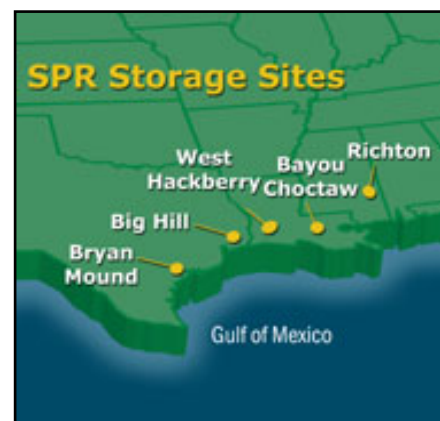 SPR Storage Sites
West
Hackberry
Bayou
Choctaw
Richton
Big Hill
Bryan
Mound
Gulf of Mexico